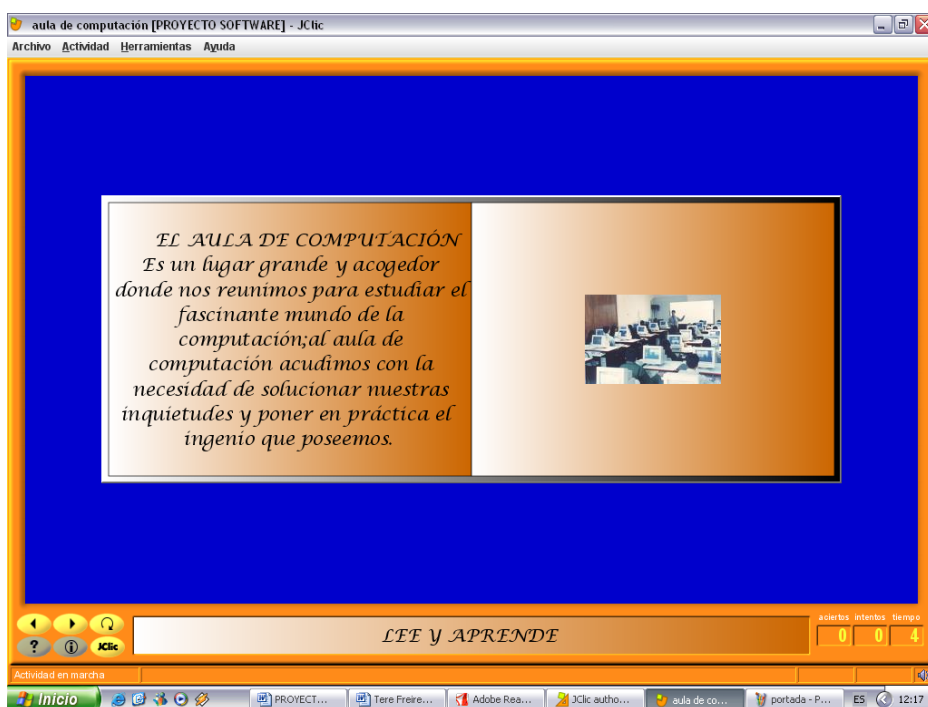 aula de computación [PROYECTO SOFTWARE] - JClic
Archivo Actividad Herramientas Ayuda
EL AULA DE COMPUTACIÓN
Es un lugar grande y acogedor
donde nos reunimos para estudiar el
fascinante mundo de la
computación;al aula de
computación acudimos con la
necesidad de solucionar nuestras
inquietudes y poner en práctica el
ingenio que poseemos.
LEE Y APRENDE
aciertos intentos tiempo
0 0 4
? JClic
Actividad en marcha
Inicio PROYECT... Tere Freire... Adobe Rea... JClic autho... aula de co... portada - P... ES 12:17